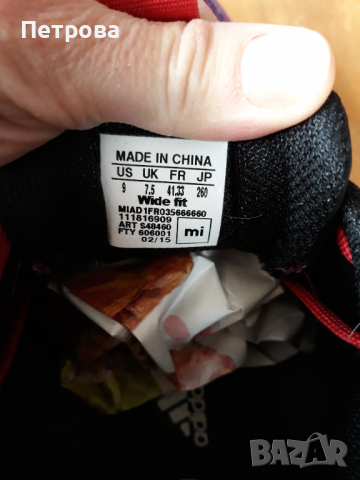 Петрова
MADE IN CHINA
US UK FR JP
9 7.5 41.33 260
Wide fit
MIAD1FR035666660
111816909
ART S48460
FTY 606001
02/15
mi
adidas
BAZAR